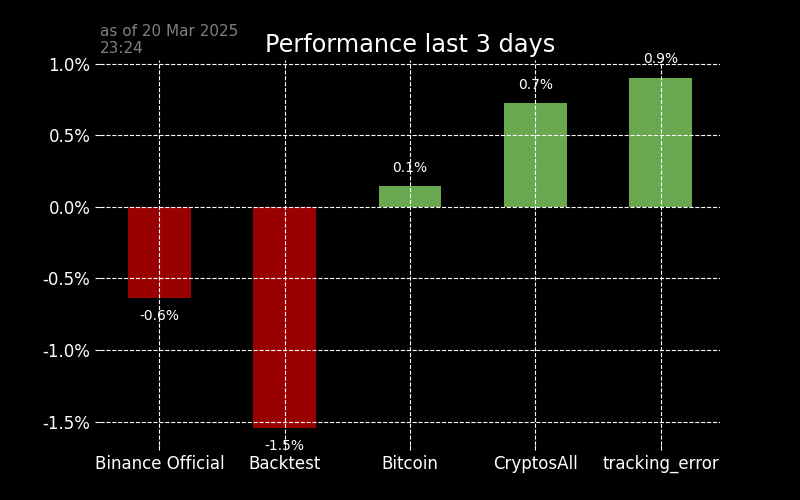 as of 20 Mar 2025
23:24
Performance last 3 days
1.0%
0.5%
0.0%
-0.5%
-1.0%
-1.5%
-0.6%
-1.5%
0.1%
0.7%
0.9%
Binance Official
Backtest
Bitcoin
CryptosAll
tracking_error